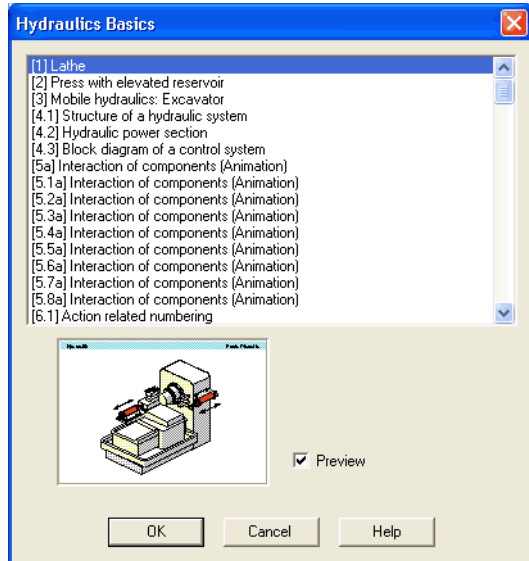 Hydraulics Basics
[1] Lathe
[2] Press with elevated reservoir
[3] Mobile hydraulics: Excavator
[4.1] Structure of a hydraulic system
[4.2] Hydraulic power section
[4.3] Block diagram of a control system
[5a] Interaction of components (Animation)
[5.1a] Interaction of components (Animation)
[5.2a] Interaction of components (Animation)
[5.3a] Interaction of components (Animation)
[5.4a] Interaction of components (Animation)
[5.5a] Interaction of components (Animation)
[5.6a] Interaction of components (Animation)
[5.7a] Interaction of components (Animation)
[5.8a] Interaction of components (Animation)
[6.1] Action related numbering
Preview
OK
Cancel
Help